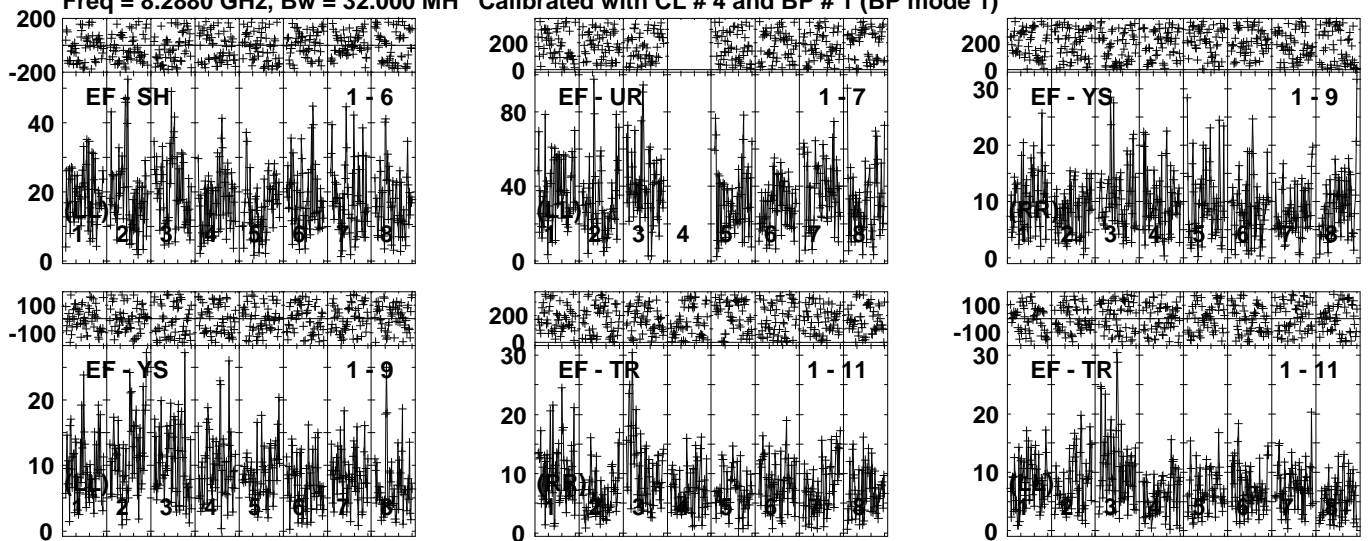 Freq = 8.2880 GHz, Bw = 32.000 MH Calibrated with CL # 4 and BP # 1 (BP mode 1)
200
-200
EF - SH 1 - 6
40
20
0
(LL)
1 2 3 4 5 6 7 8
200
0
EF - UR 1 - 7
80
40
0
(LL)
1 2 3 4 5 6 7 8
200
0
EF - YS 1 - 9
30
20
10
0
(RR)
1 2 3 4 5 6 7 8
100
-100
EF - YS 1 - 9
20
10
0
(LL)
1 2 3 4 5 6 7 8
200
0
EF - TR 1 - 11
30
20
10
0
(RR)
1 2 3 4 5 6 7 8
100
-100
EF - TR 1 - 11
30
20
10
0
(LL)
1 2 3 4 5 6 7 8